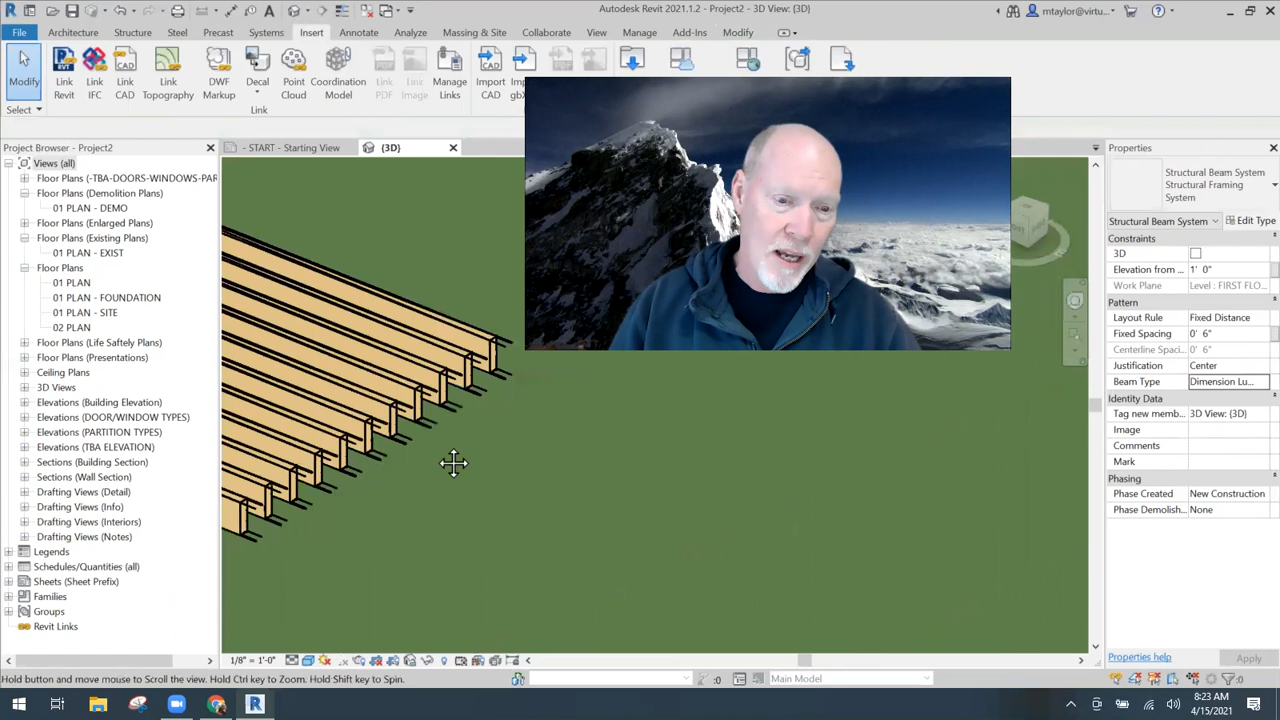 Autodesk Revit 2021.1.2 - Project2 - 3D View: {3D}
mtaylor@virtu...
File Architecture Structure Steel Precast Systems Insert Annotate Analyze Massing & Site Collaborate View Manage Add-Ins Modify
Modify
Link Revit
Link IFC
Link CAD
Link Topography
DWF Markup
Decal
Point Cloud
Coordination Model
Link PDF
Link Image
Manage Links
Import CAD
Select
Link
Project Browser - Project2
- START - Starting View
{3D}
Properties
Views (all)
Floor Plans (-TBA-DOORS-WINDOWS-PAR
Floor Plans (Demolition Plans)
01 PLAN - DEMO
Floor Plans (Enlarged Plans)
Floor Plans (Existing Plans)
01 PLAN - EXIST
Floor Plans
01 PLAN
01 PLAN - FOUNDATION
01 PLAN - SITE
02 PLAN
Floor Plans (Life Saftely Plans)
Floor Plans (Presentations)
Ceiling Plans
3D Views
Elevations (Building Elevation)
Elevations (DOOR/WINDOW TYPES)
Elevations (PARTITION TYPES)
Elevations (TBA ELEVATION)
Sections (Building Section)
Sections (Wall Section)
Drafting Views (Detail)
Drafting Views (Info)
Drafting Views (Interiors)
Drafting Views (Notes)
Legends
Schedules/Quantities (all)
Sheets (Sheet Prefix)
Families
Groups
Revit Links
Structural Beam System
Structural Framing
System
Structural Beam System Edit Type
Constraints
3D
Elevation from ... 1' 0"
Work Plane Level : FIRST FLO...
Pattern
Layout Rule Fixed Distance
Fixed Spacing 0' 6"
Centerline Spaci... 0' 6"
Justification Center
Beam Type Dimension Lu...
Identity Data
Tag new memb... 3D View: {3D}
Image
Comments
Mark
Phasing
Phase Created New Construction
Phase Demolish... None
Properties help Apply
1/8" = 1'-0"
Hold button and move mouse to Scroll the view. Hold Ctrl key to Zoom. Hold Shift key to Spin.
:0 Main Model :0
8:23 AM
4/15/2021